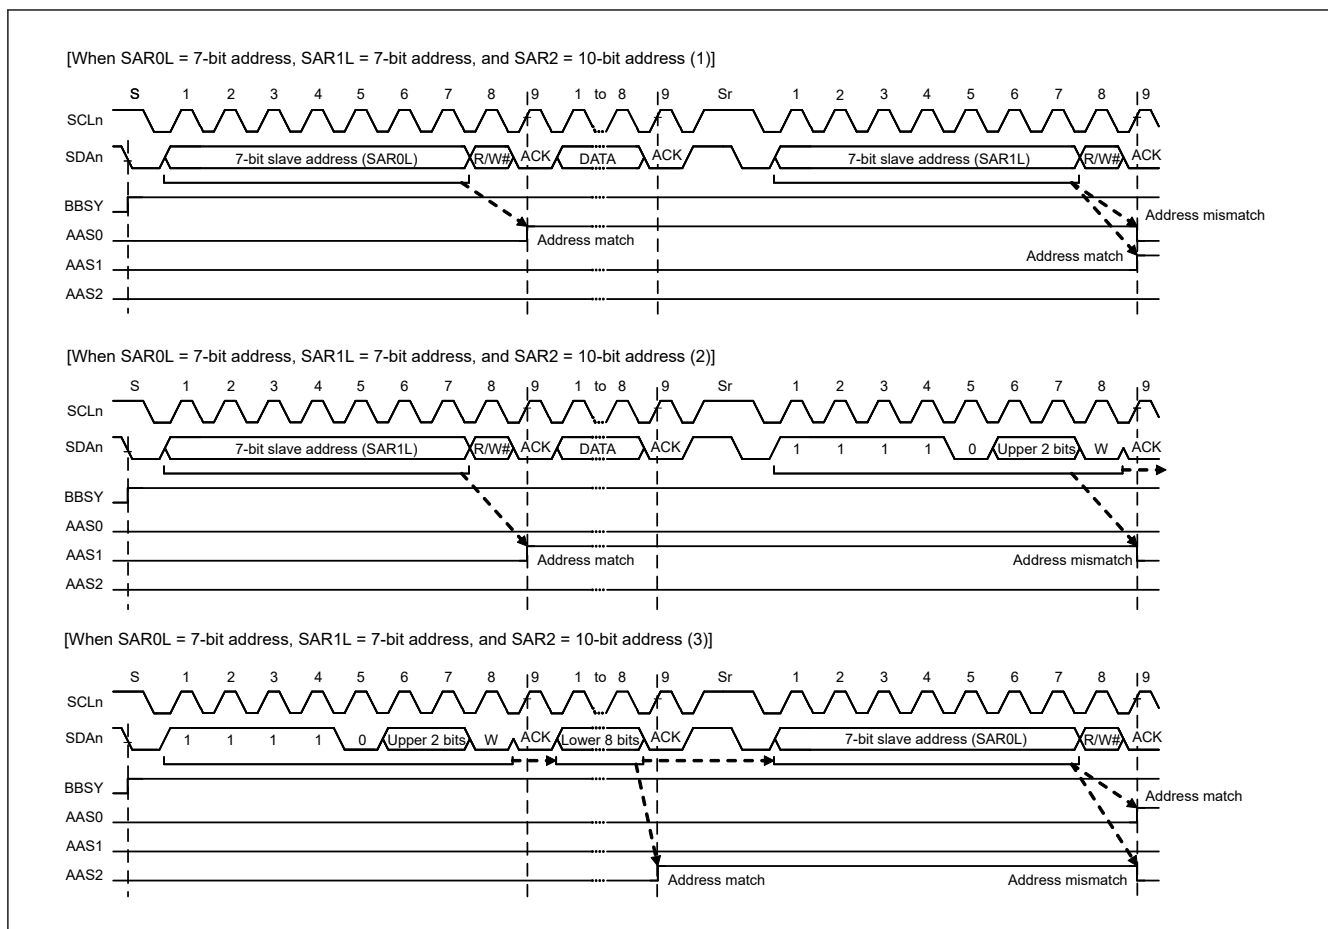 [When SAR0L = 7-bit address, SAR1L = 7-bit address, and SAR2 = 10-bit address (1)]
S 1 2 3 4 5 6 7 8 9 1 to 8 9 Sr 1 2 3 4 5 6 7 8 9
SCLn
SDAn 7-bit slave address (SAR0L) R/W# ACK DATA ACK 7-bit slave address (SAR1L) R/W# ACK
BBSY
Address mismatch
AAS0 Address match
Address match
AAS1
AAS2
[When SAR0L = 7-bit address, SAR1L = 7-bit address, and SAR2 = 10-bit address (2)]
S 1 2 3 4 5 6 7 8 9 1 to 8 9 Sr 1 2 3 4 5 6 7 8 9
SCLn
SDAn 7-bit slave address (SAR1L) R/W# ACK DATA ACK 1 1 1 1 0 Upper 2 bits W ACK
BBSY
AAS0
AAS1 Address match Address mismatch
AAS2
[When SAR0L = 7-bit address, SAR1L = 7-bit address, and SAR2 = 10-bit address (3)]
S 1 2 3 4 5 6 7 8 9 1 to 8 9 Sr 1 2 3 4 5 6 7 8 9
SCLn
SDAn 1 1 1 1 0 Upper 2 bits W ACK Lower 8 bits ACK 7-bit slave address (SAR0L) R/W# ACK
BBSY
Address match
AAS0
AAS1
AAS2 Address match Address mismatch